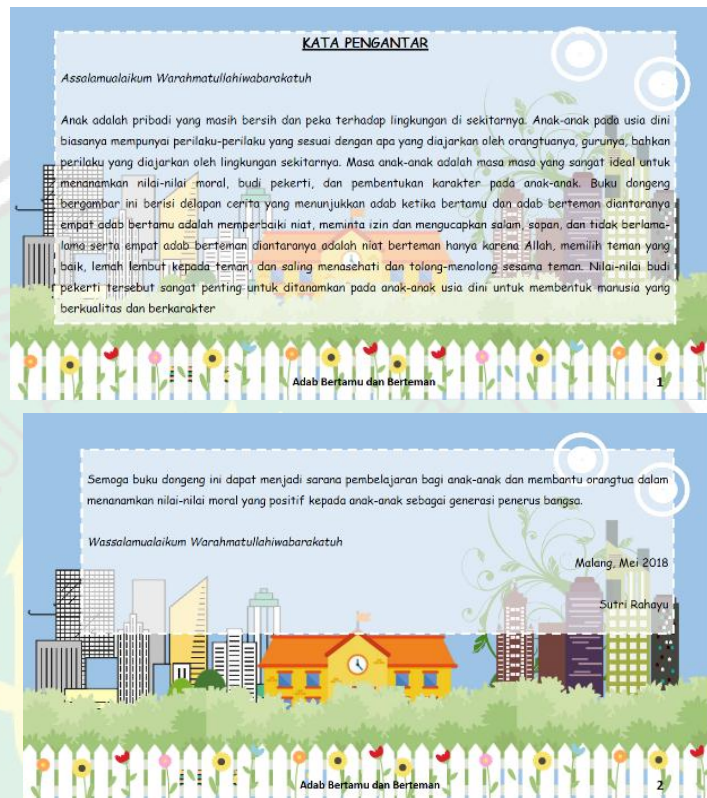 KATA PENGANTAR
Assalamualaikum Warahmatullahiwabarakatuh
Anak adalah pribadi yang masih bersih dan peka terhadap lingkungan di sekitarnya. Anak-anak pada usia dini
biasanya mempunyai perilaku-perilaku yang sesuai dengan apa yang diajarkan oleh orangtuanya, gurunya, bahkan
perilaku yang diajarkan oleh lingkungan sekitarnya. Masa anak-anak adalah masa masa yang sangat ideal untuk
menanamkan nilai-nilai moral, budi pekerti, dan pembentukan karakter pada anak-anak. Buku dongeng
bergambar ini berisi delapan cerita yang menunjukkan adab ketika bertamu dan adab berteman diantaranya
empat adab bertamu adalah memperbaiki niat, meminta izin dan mengucapkan salam, sopan, dan tidak berlama-
lama serta empat adab berteman diantaranya adalah niat berteman hanya karena Allah, memilih teman yang
baik, lemah lembut kepada teman, dan saling menasehati dan tolong-menolong sesama teman. Nilai-nilai budi
pekerti tersebut sangat penting untuk ditanamkan pada anak-anak usia dini untuk membentuk manusia yang
berkualitas dan berkarakter
Adab Bertamu dan Berteman 1
Semoga buku dongeng ini dapat menjadi sarana pembelajaran bagi anak-anak dan membantu orangtua dalam
menanamkan nilai-nilai moral yang positif kepada anak-anak sebagai generasi penerus bangsa.
Wassalamualaikum Warahmatullahiwabarakatuh
Malang, Mei 2018
Sutri Rahayu
Adab Bertamu dan Berteman 2